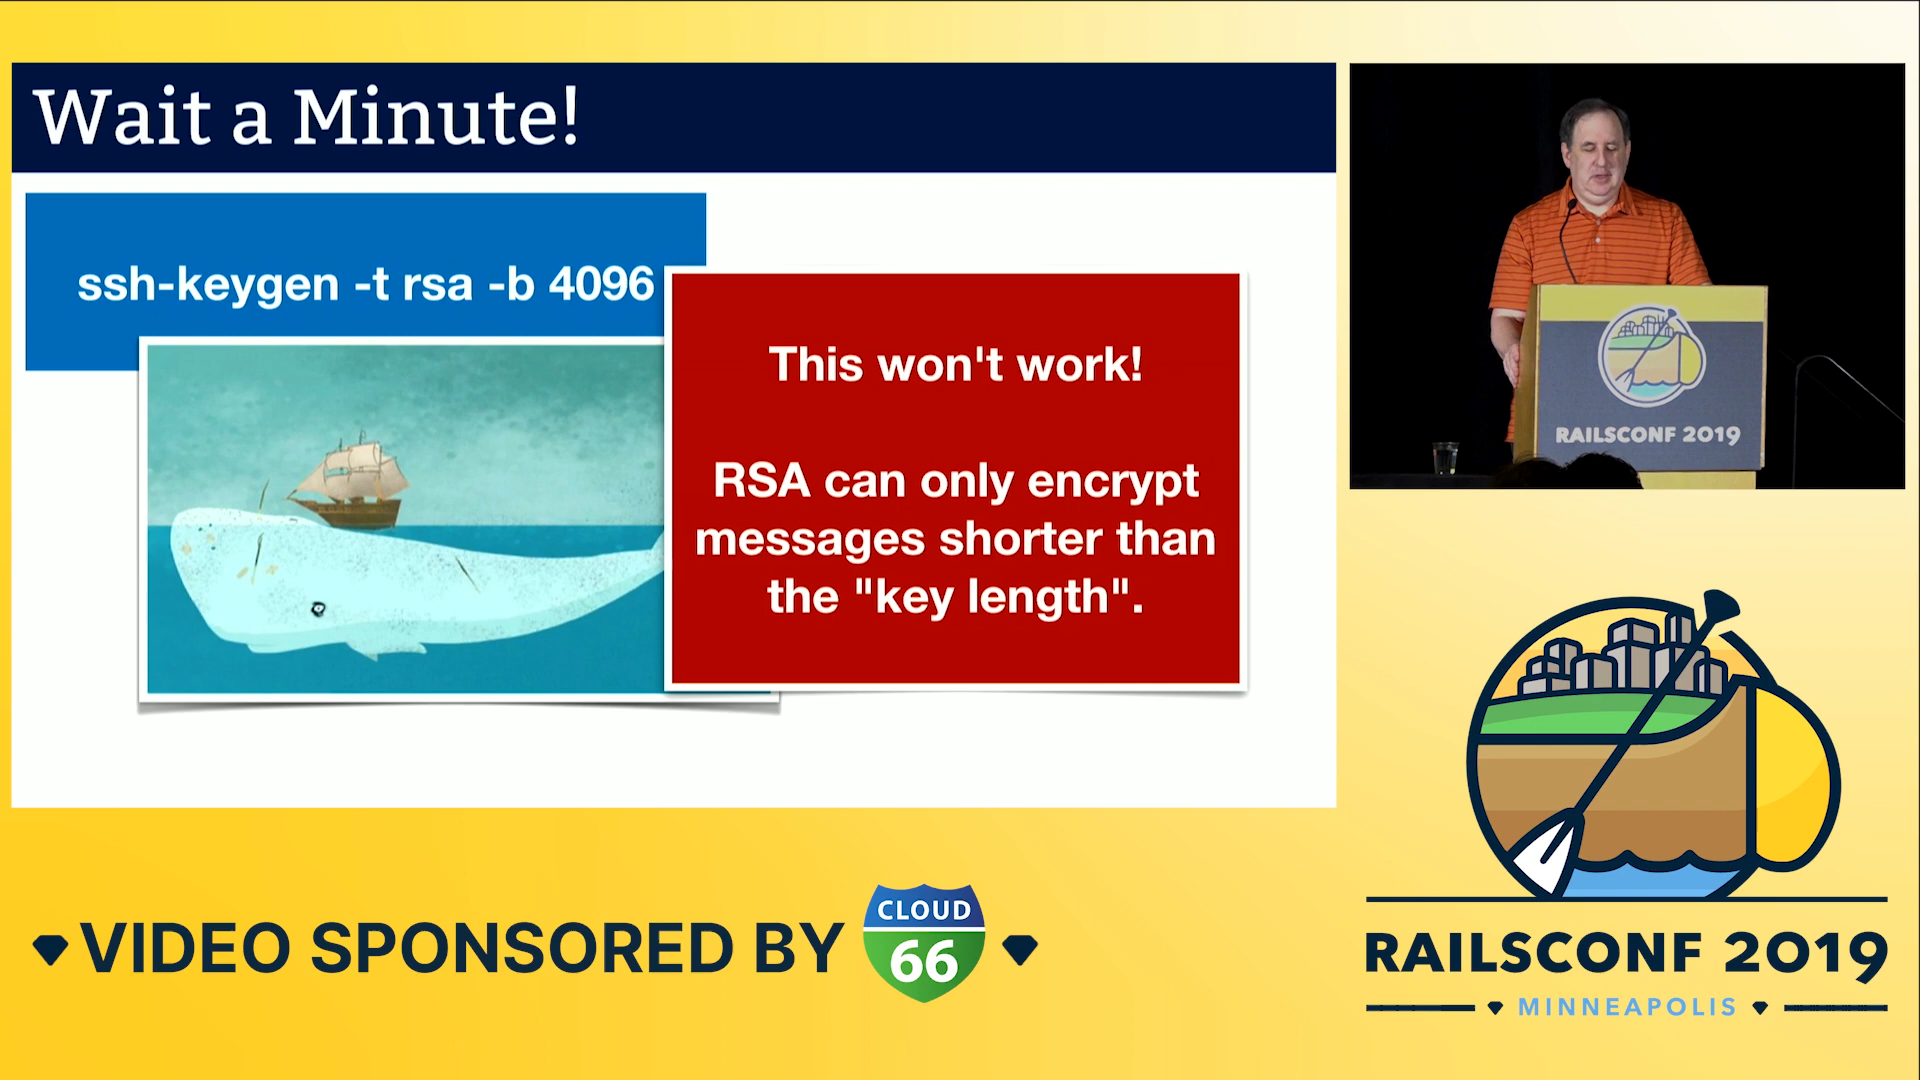 Wait a Minute!
ssh-keygen -t rsa -b 4096
This won't work!
RSA can only encrypt
messages shorter than
the "key length".
RAILSCONF 2019
VIDEO SPONSORED BY
CLOUD
66
RAILSCONF 2019
MINNEAPOLIS